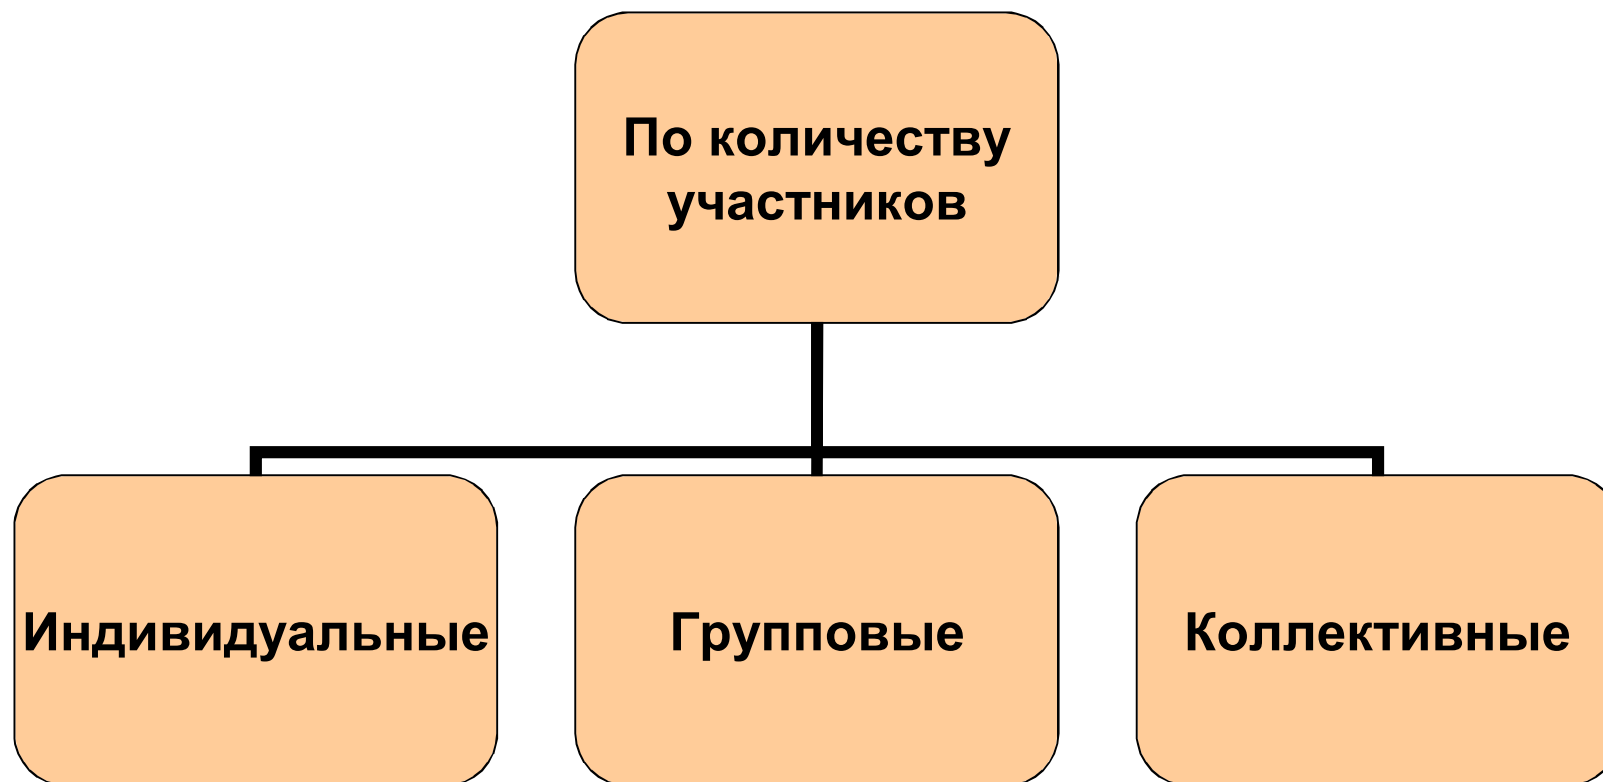 По количеству
участников
Индивидуальные
Групповые
Коллективные